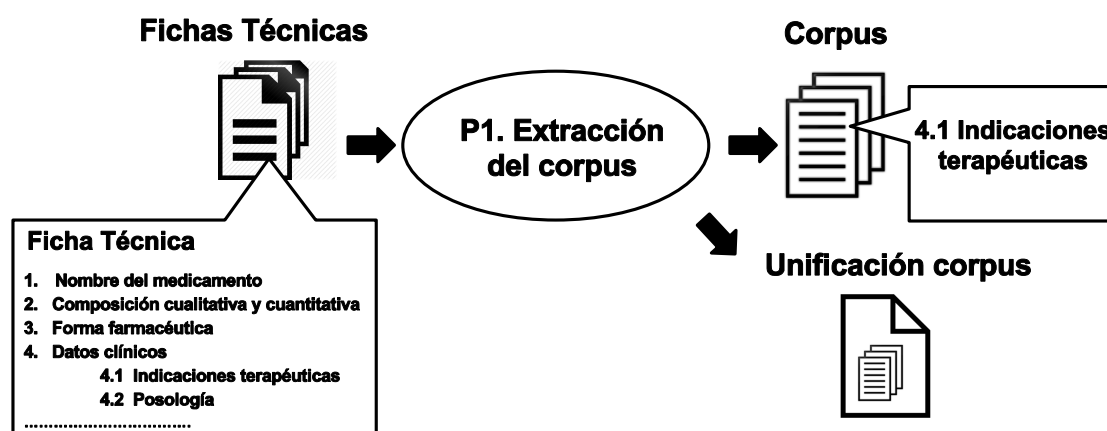 Fichas Técnicas
Corpus
P1. Extracción
del corpus
4.1 Indicaciones
terapéuticas
Ficha Técnica
1. Nombre del medicamento
2. Composición cualitativa y cuantitativa
3. Forma farmacéutica
4. Datos clínicos
4.1 Indicaciones terapéuticas
4.2 Posología
...................................
Unificación corpus